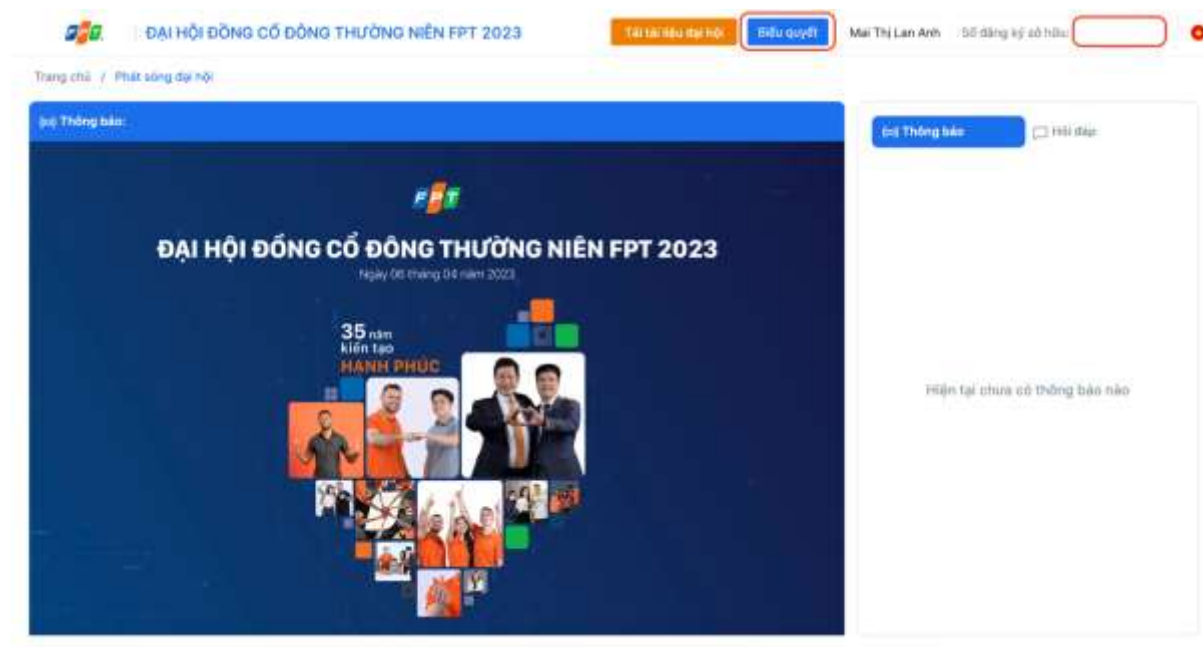 FPT
ĐẠI HỘI ĐỒNG CỔ ĐÔNG THƯỜNG NIÊN FPT 2023
Tải tài liệu đại hội
Biểu quyết
Mai Thị Lan Anh
Số đăng ký sở hữu:
Trang chủ / Phát sóng đại hội
Thông báo:
FPT
ĐẠI HỘI ĐỒNG CỔ ĐÔNG THƯỜNG NIÊN FPT 2023
Ngày 06 tháng 04 năm 2023
35 năm
kiến tạo
HẠNH PHÚC
Thông báo
Hỏi đáp
Hiện tại chưa có thông báo nào